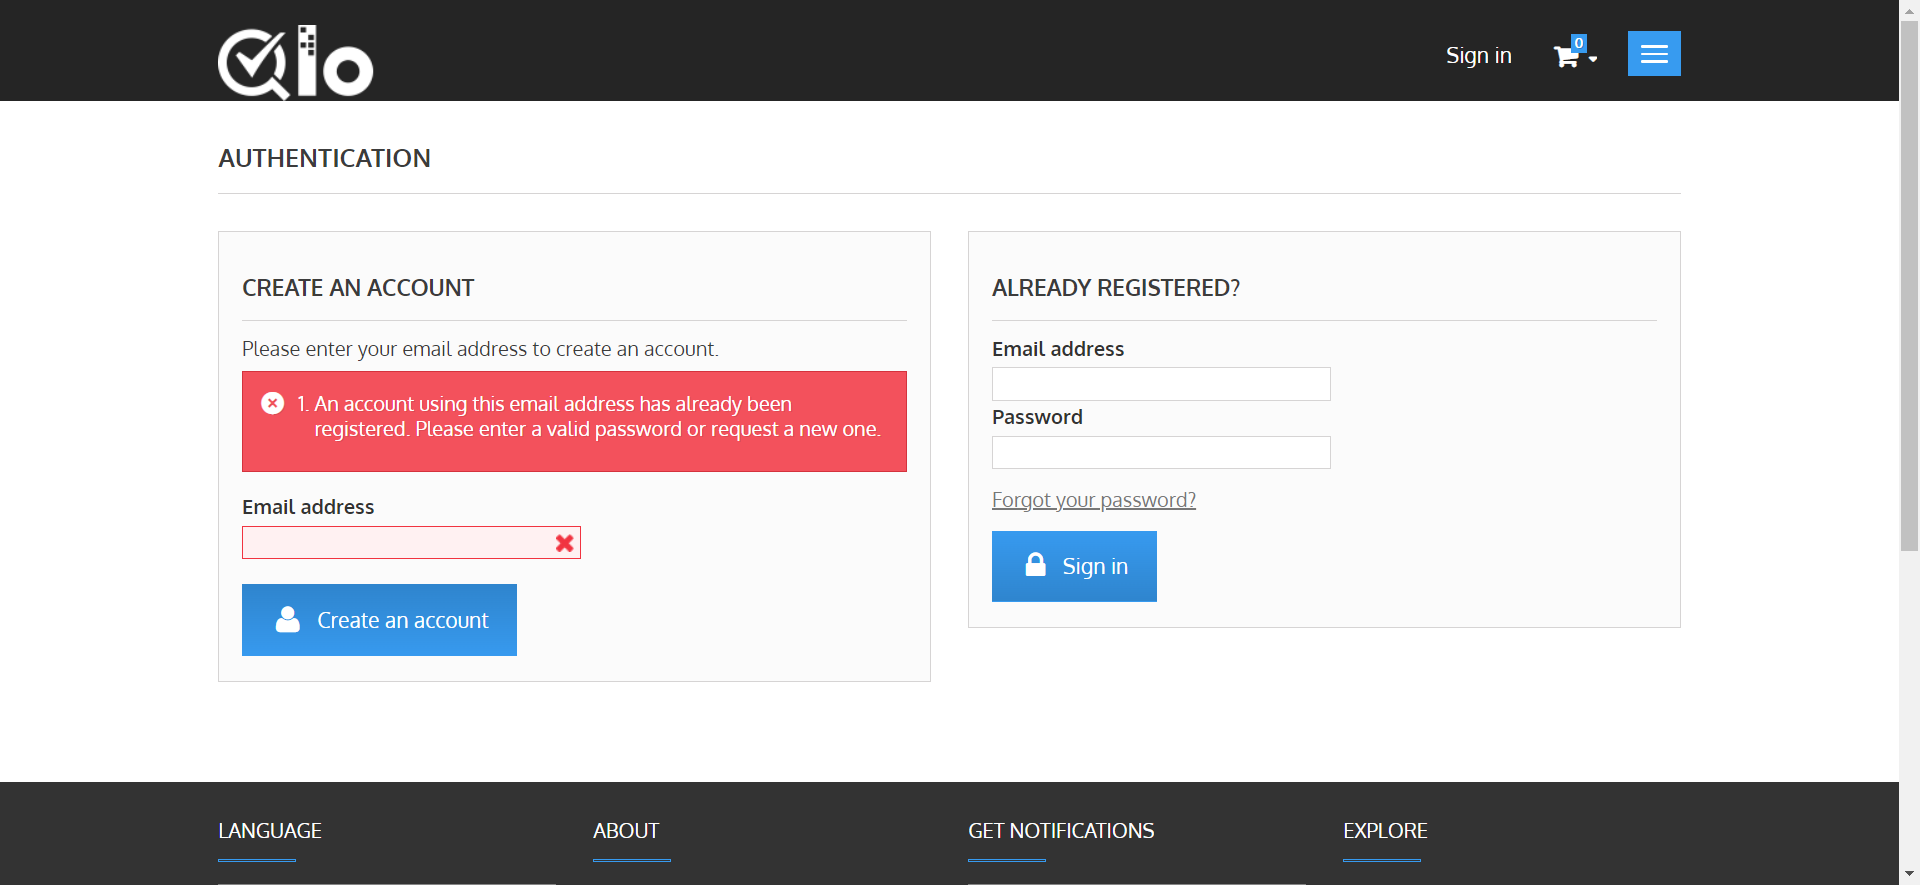 Qlo
Sign in
0
AUTHENTICATION
CREATE AN ACCOUNT
Please enter your email address to create an account.
1. An account using this email address has already been
registered. Please enter a valid password or request a new one.
Email address
Create an account
ALREADY REGISTERED?
Email address
Password
Forgot your password?
Sign in
LANGUAGE
ABOUT
GET NOTIFICATIONS
EXPLORE